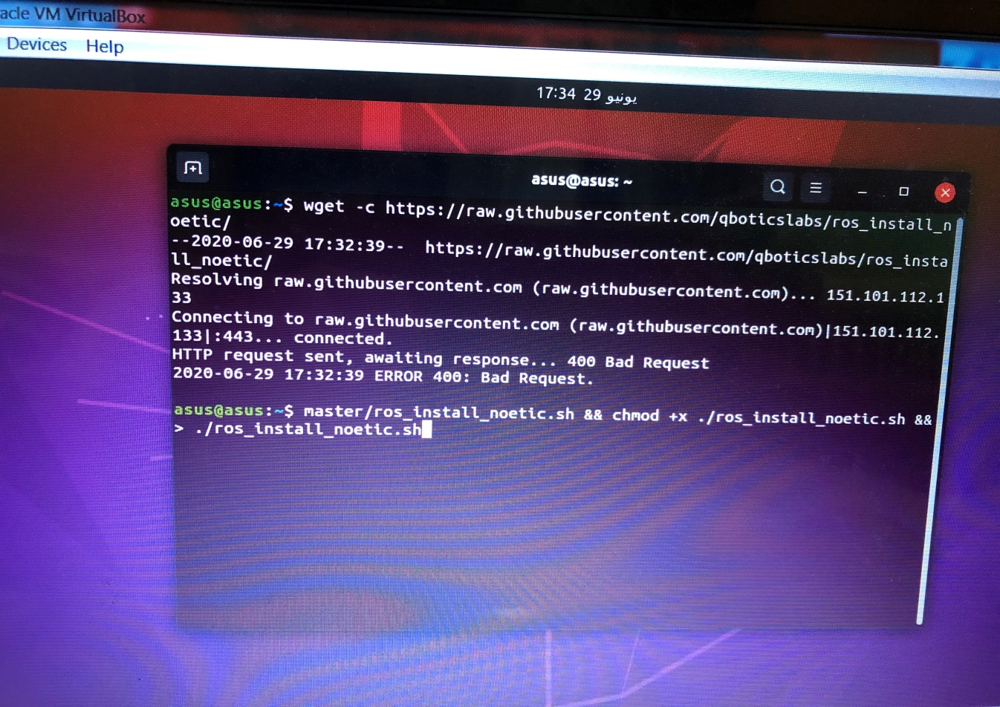 acle VM VirtualBox
Devices Help
17:34 29 يونيو
asus@asus: ~
asus@asus:~$ wget -c https://raw.githubusercontent.com/qboticslabs/ros_install_n
oetic/
--2020-06-29 17:32:39-- https://raw.githubusercontent.com/qboticslabs/ros_insta
ll_noetic/
Resolving raw.githubusercontent.com (raw.githubusercontent.com)... 151.101.112.1
33
Connecting to raw.githubusercontent.com (raw.githubusercontent.com)|151.101.112.
133|:443... connected.
HTTP request sent, awaiting response... 400 Bad Request
2020-06-29 17:32:39 ERROR 400: Bad Request.
asus@asus:~$ master/ros_install_noetic.sh && chmod +x ./ros_install_noetic.sh &&
> ./ros_install_noetic.sh